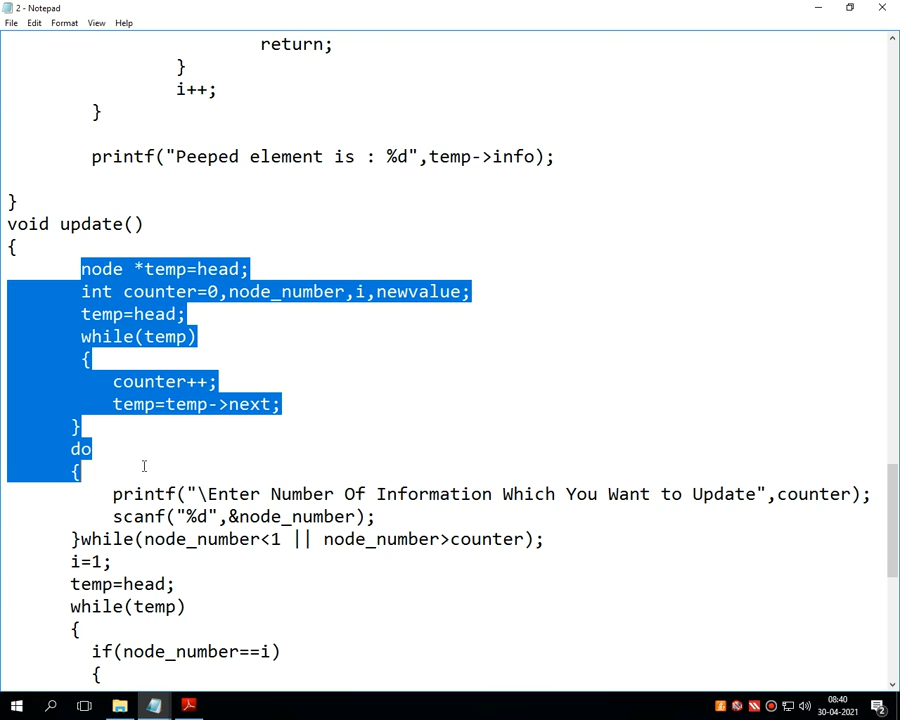 2 - Notepad
File Edit Format View Help
return;
}
i++;
}
printf("Peeped element is : %d",temp->info);
}
void update()
{
node *temp=head;
int counter=0,node_number,i,newvalue;
temp=head;
while(temp)
{
counter++;
temp=temp->next;
}
do
{
printf("\Enter Number Of Information Which You Want to Update",counter);
scanf("%d",&node_number);
}while(node_number<1 || node_number>counter);
i=1;
temp=head;
while(temp)
{
if(node_number==i)
{
08:40
30-04-2021
2